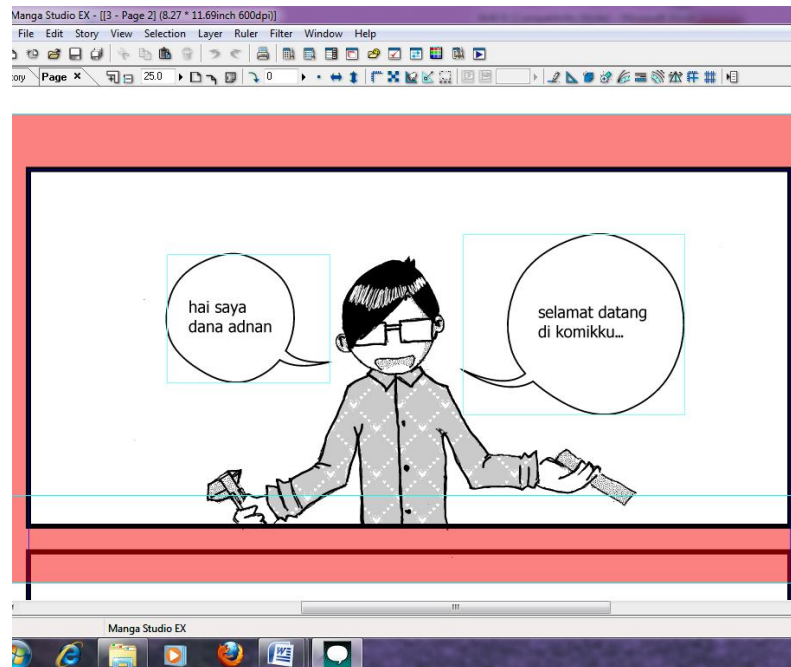 Manga Studio EX - [[3 - Page 2] (8.27 * 11.69inch 600dpi)]
File Edit Story View Selection Layer Ruler Filter Window Help
Page 25.0 0
hai saya
dana adnan
selamat datang
di komikku...
Manga Studio EX